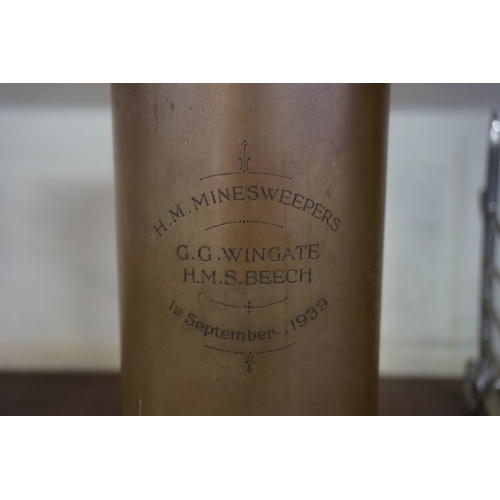 H.M.MINESWEEPERS
G.G.WINGATE
H.M.S.BEECH
1st September, 1939